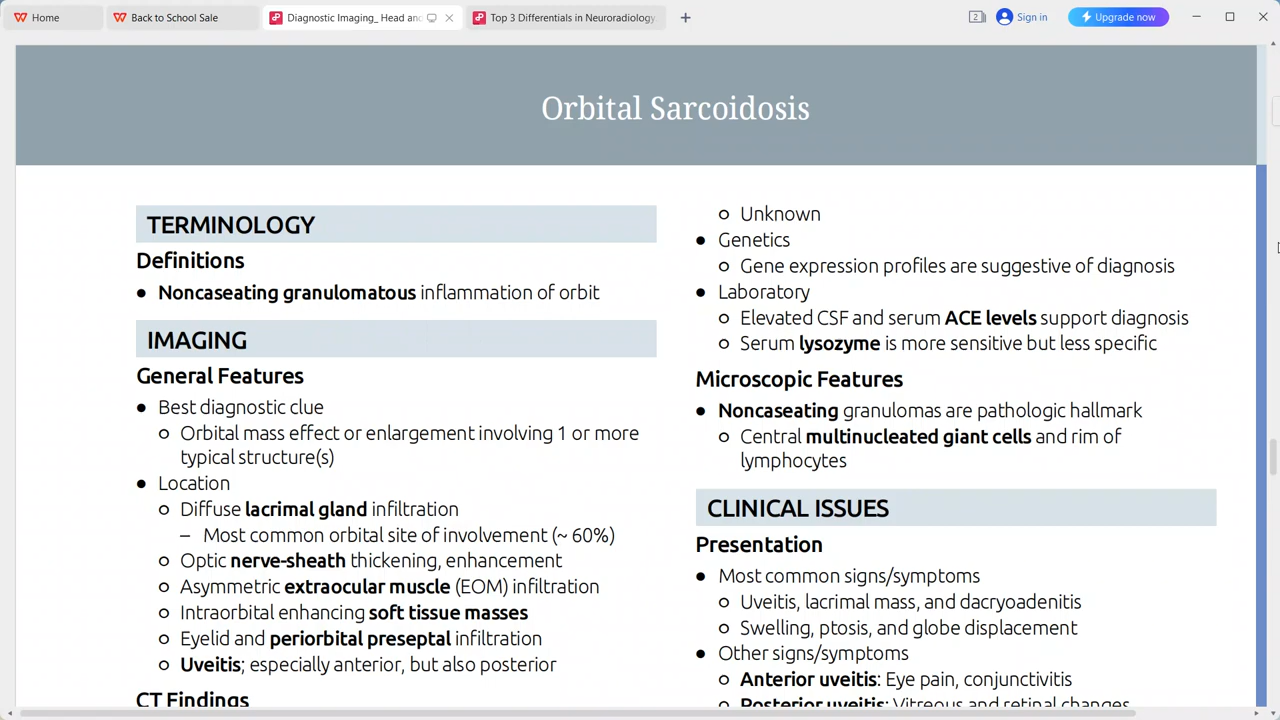 Home
Back to School Sale
Diagnostic Imaging_ Head and
Top 3 Differentials in Neuroradiology
2
Sign in
Upgrade now
Orbital Sarcoidosis
TERMINOLOGY
Definitions
● Noncaseating granulomatous inflammation of orbit
IMAGING
General Features
● Best diagnostic clue
○ Orbital mass effect or enlargement involving 1 or more
typical structure(s)
● Location
○ Diffuse lacrimal gland infiltration
– Most common orbital site of involvement (~ 60%)
○ Optic nerve-sheath thickening, enhancement
○ Asymmetric extraocular muscle (EOM) infiltration
○ Intraorbital enhancing soft tissue masses
○ Eyelid and periorbital preseptal infiltration
○ Uveitis; especially anterior, but also posterior
CT Findings
○ Unknown
● Genetics
○ Gene expression profiles are suggestive of diagnosis
● Laboratory
○ Elevated CSF and serum ACE levels support diagnosis
○ Serum lysozyme is more sensitive but less specific
Microscopic Features
● Noncaseating granulomas are pathologic hallmark
○ Central multinucleated giant cells and rim of
lymphocytes
CLINICAL ISSUES
Presentation
● Most common signs/symptoms
○ Uveitis, lacrimal mass, and dacryoadenitis
○ Swelling, ptosis, and globe displacement
● Other signs/symptoms
○ Anterior uveitis: Eye pain, conjunctivitis
○ Posterior uveitis: Vitreous and retinal changes